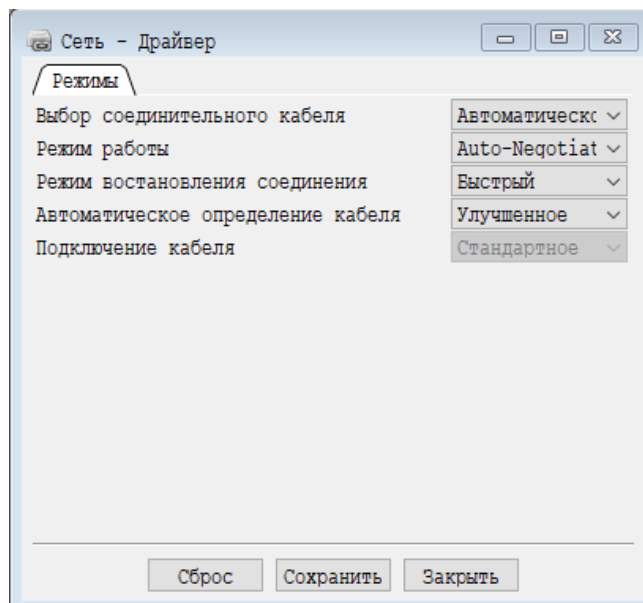 Сеть - Драйвер
Режимы
Выбор соединительного кабеля Автоматическо
Режим работы Auto-Negotiat
Режим востановления соединения Быстрый
Автоматическое определение кабеля Улучшенное
Подключение кабеля Стандартное
Сброс Сохранить Закрыть